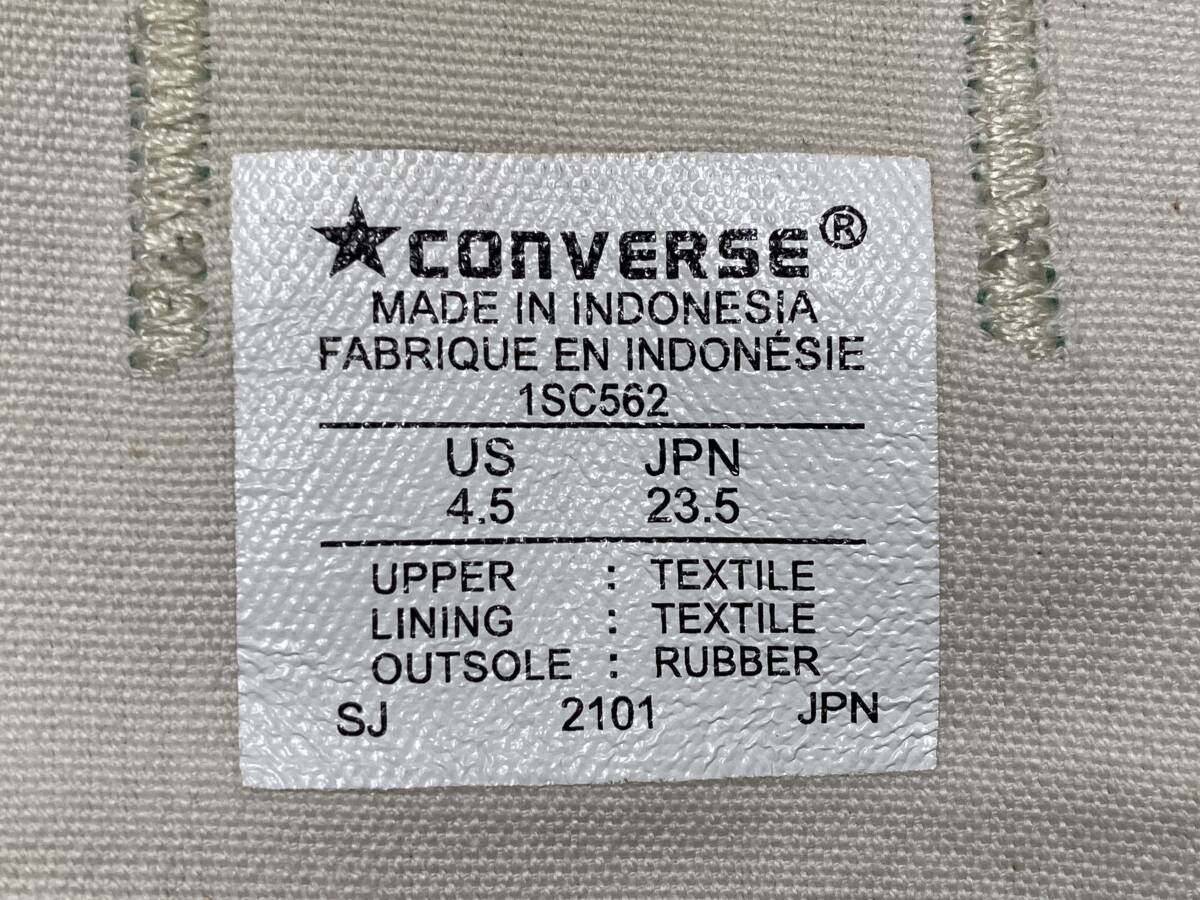 CONVERSE®
MADE IN INDONESIA
FABRIQUE EN INDONÉSIE
1SC562
US JPN
4.5 23.5
UPPER : TEXTILE
LINING : TEXTILE
OUTSOLE : RUBBER
SJ 2101 JPN